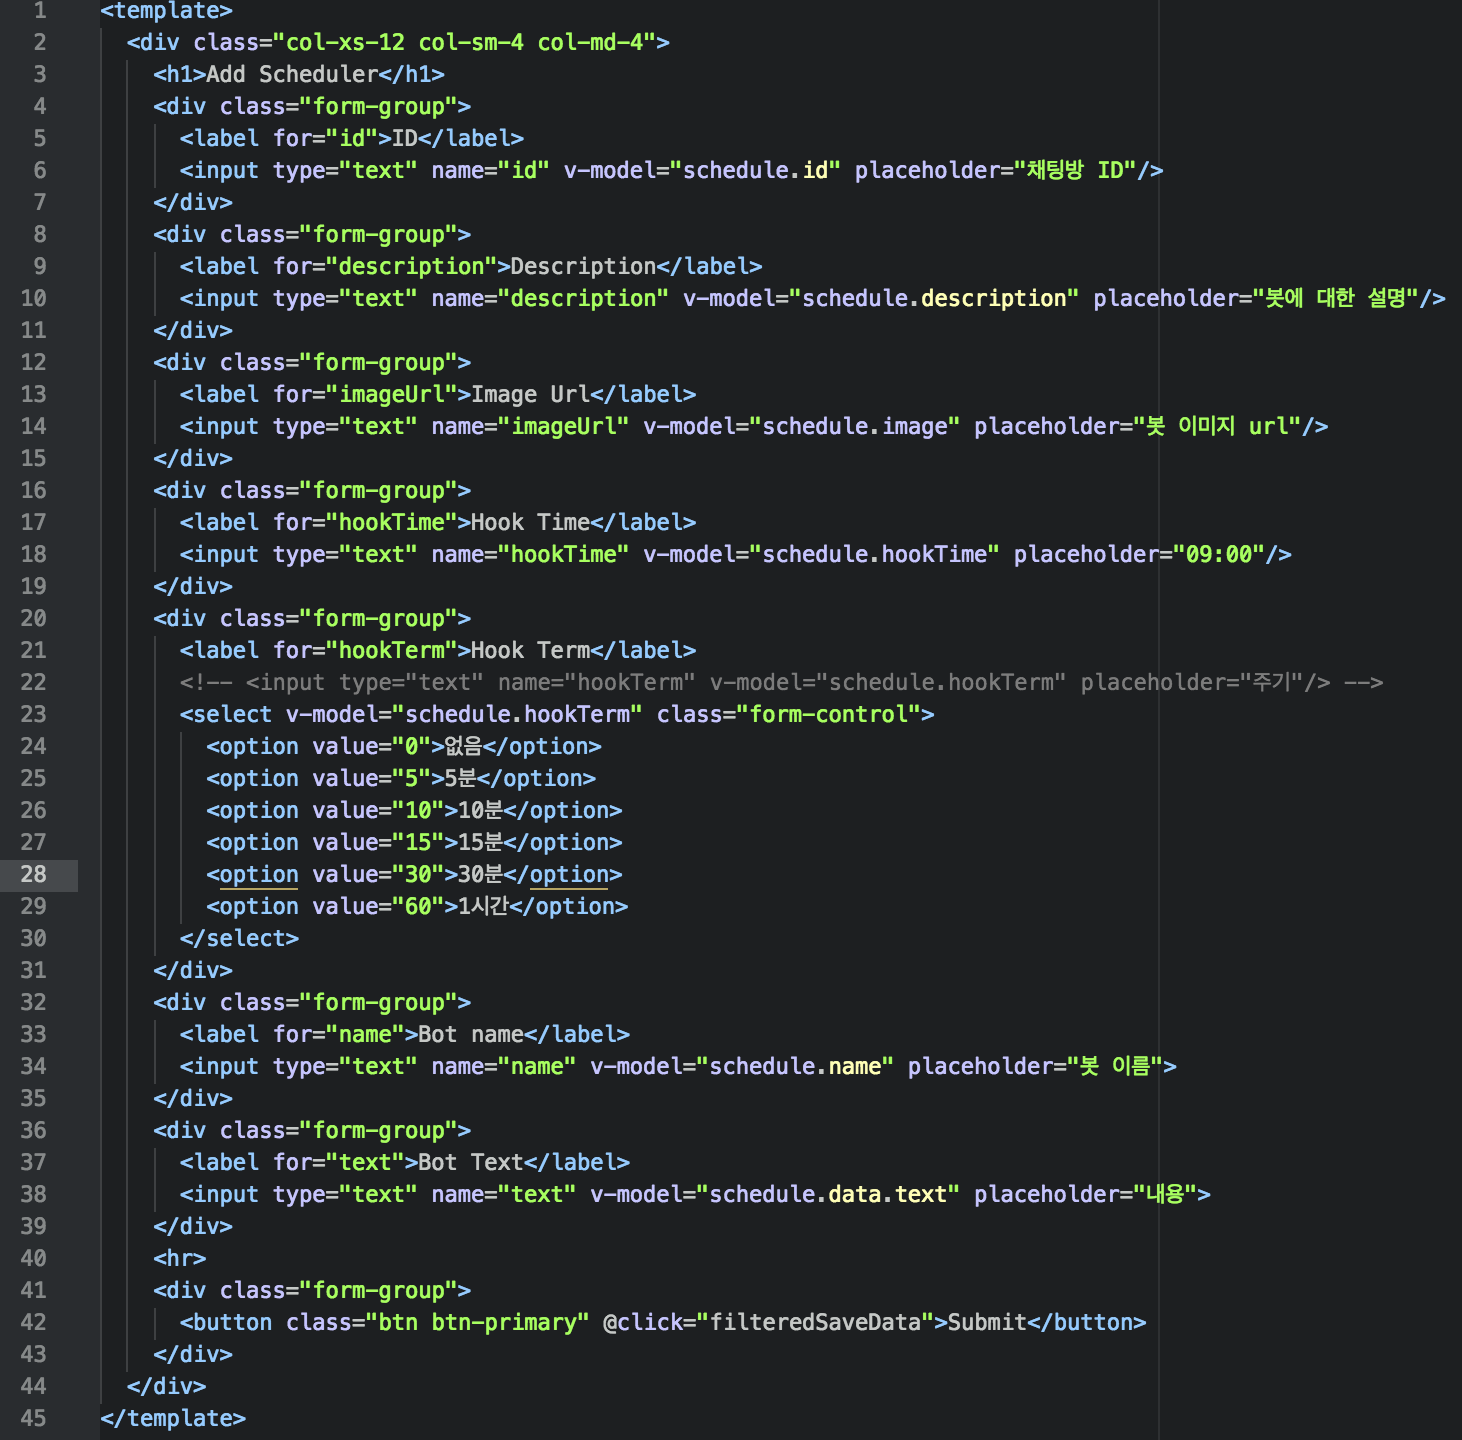 1 <template>
2   <div class="col-xs-12 col-sm-4 col-md-4">
3     <h1>Add Scheduler</h1>
4     <div class="form-group">
5       <label for="id">ID</label>
6       <input type="text" name="id" v-model="schedule.id" placeholder="채팅방 ID"/>
7     </div>
8     <div class="form-group">
9       <label for="description">Description</label>
10       <input type="text" name="description" v-model="schedule.description" placeholder="봇에 대한 설명"/>
11     </div>
12     <div class="form-group">
13       <label for="imageUrl">Image Url</label>
14       <input type="text" name="imageUrl" v-model="schedule.image" placeholder="봇 이미지 url"/>
15     </div>
16     <div class="form-group">
17       <label for="hookTime">Hook Time</label>
18       <input type="text" name="hookTime" v-model="schedule.hookTime" placeholder="09:00"/>
19     </div>
20     <div class="form-group">
21       <label for="hookTerm">Hook Term</label>
22       <!-- <input type="text" name="hookTerm" v-model="schedule.hookTerm" placeholder="주기"/> -->
23       <select v-model="schedule.hookTerm" class="form-control">
24         <option value="0">없음</option>
25         <option value="5">5분</option>
26         <option value="10">10분</option>
27         <option value="15">15분</option>
28         <option value="30">30분</option>
29         <option value="60">1시간</option>
30       </select>
31     </div>
32     <div class="form-group">
33       <label for="name">Bot name</label>
34       <input type="text" name="name" v-model="schedule.name" placeholder="봇 이름">
35     </div>
36     <div class="form-group">
37       <label for="text">Bot Text</label>
38       <input type="text" name="text" v-model="schedule.data.text" placeholder="내용">
39     </div>
40     <hr>
41     <div class="form-group">
42       <button class="btn btn-primary" @click="filteredSaveData">Submit</button>
43     </div>
44   </div>
45 </template>